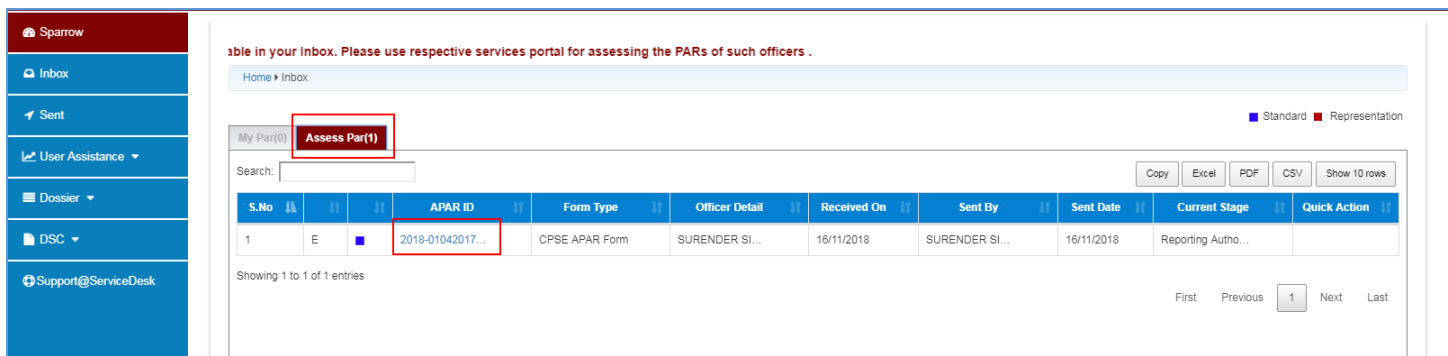 Sparrow
Inbox
Sent
User Assistance
Dossier
DSC
Support@ServiceDesk
able in your Inbox. Please use respective services portal for assessing the PARs of such officers .
Home Inbox
Standard Representation
My Par(0) Assess Par(1)
Search: Copy Excel PDF CSV Show 10 rows
S.No APAR ID Form Type Officer Detail Received On Sent By Sent Date Current Stage Quick Action
1 E 2018-01042017... CPSE APAR Form SURENDER SI... 16/11/2018 SURENDER SI... 16/11/2018 Reporting Autho...
Showing 1 to 1 of 1 entries
First Previous 1 Next Last